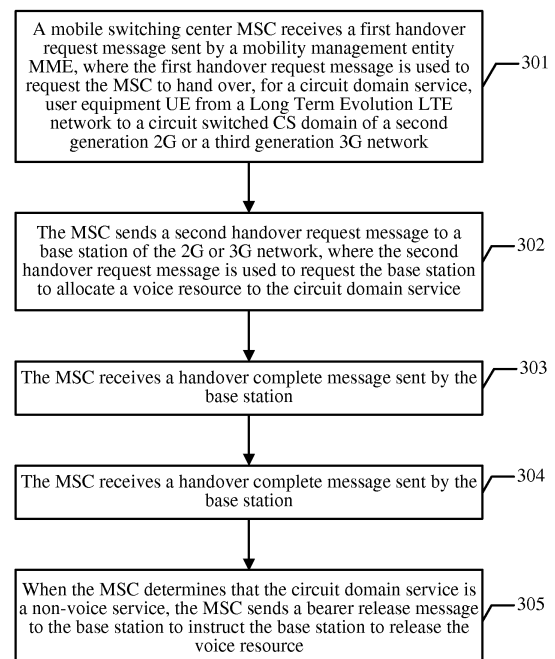 A mobile switching center MSC receives a first handover
request message sent by a mobility management entity
MME, where the first handover request message is used to
request the MSC to hand over, for a circuit domain service,
user equipment UE from a Long Term Evolution LTE
network to a circuit switched CS domain of a second
generation 2G or a third generation 3G network
301
The MSC sends a second handover request message to a
base station of the 2G or 3G network, where the second
handover request message is used to request the base station
to allocate a voice resource to the circuit domain service
302
The MSC receives a handover complete message sent by the
base station
303
The MSC receives a handover complete message sent by the
base station
304
When the MSC determines that the circuit domain service is
a non-voice service, the MSC sends a bearer release message
to the base station to instruct the base station to release the
voice resource
305